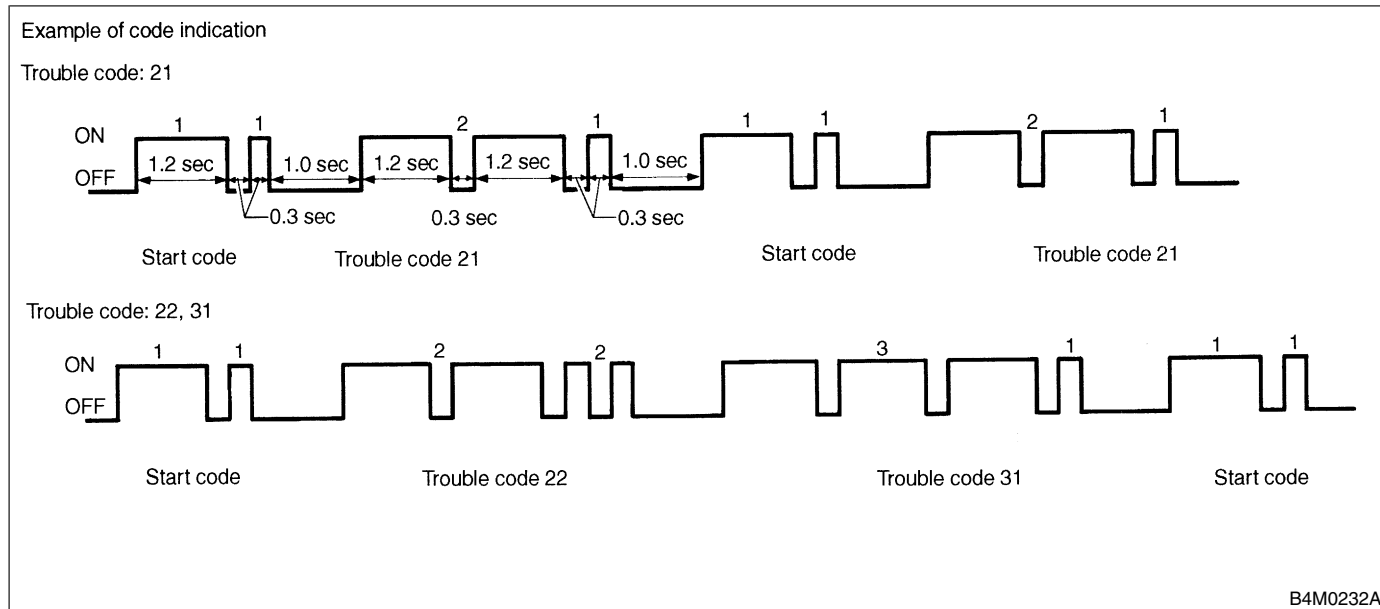 Example of code indication
Trouble code: 21
1 1 2 1 1 1 2 1
ON
1.2 sec 1.0 sec 1.2 sec 1.2 sec 1.0 sec
OFF
0.3 sec 0.3 sec 0.3 sec
Start code Trouble code 21 Start code Trouble code 21
Trouble code: 22, 31
1 1 2 2 3 1 1 1
ON
OFF
Start code Trouble code 22 Trouble code 31 Start code
B4M0232A